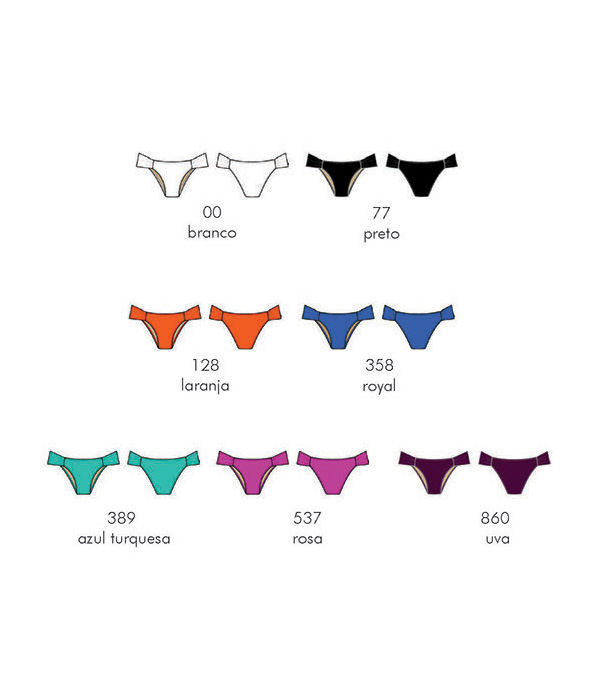 00
branco
77
preto
128
laranja
358
royal
389
azul turquesa
537
rosa
860
uva